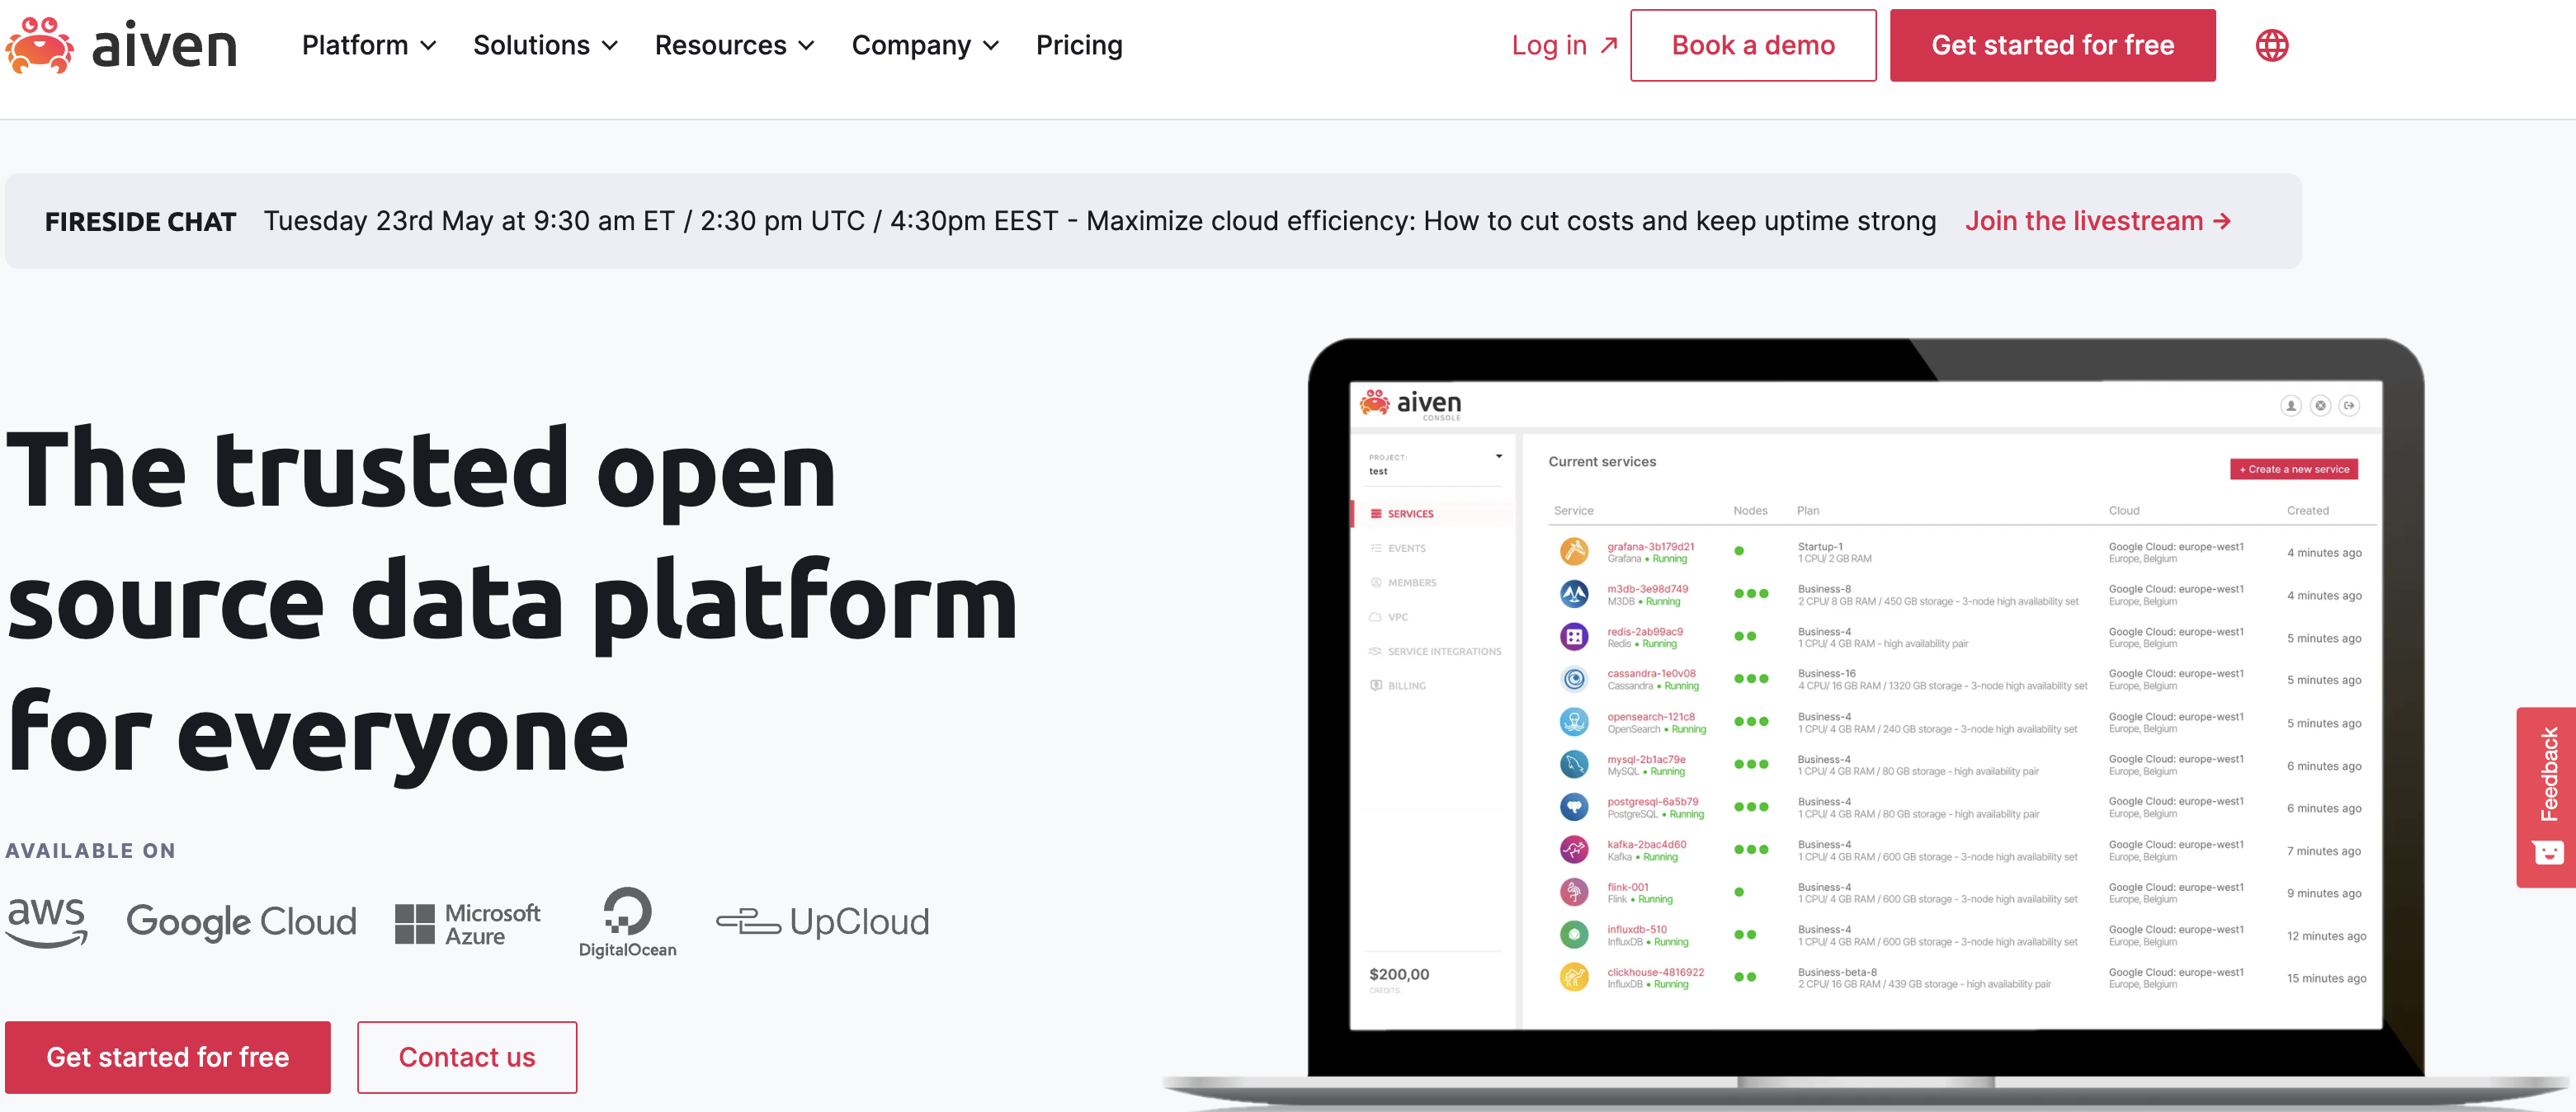 aiven
Platform
Solutions
Resources
Company
Pricing
Log in
Book a demo
Get started for free
FIRESIDE CHAT Tuesday 23rd May at 9:30 am ET / 2:30 pm UTC / 4:30pm EEST - Maximize cloud efficiency: How to cut costs and keep uptime strong Join the livestream →
The trusted open
source data platform
for everyone
AVAILABLE ON
aws
Google Cloud
Microsoft
Azure
DigitalOcean
UpCloud
Get started for free
Contact us
aiven
CONSOLE
PROJECT:
test
SERVICES
EVENTS
MEMBERS
VPC
SERVICE INTEGRATIONS
BILLING
$200,00
CREDITS
Current services
+ Create a new service
Service Nodes Plan Cloud Created
grafana-3b179d21 Startup-1 Google Cloud: europe-west1 4 minutes ago
Grafana • Running 1 CPU/ 2 GB RAM Europe, Belgium
m3db-3e98d749 Business-8 Google Cloud: europe-west1 4 minutes ago
M3DB • Running 2 CPU/ 8 GB RAM / 450 GB storage - 3-node high availability set Europe, Belgium
redis-2ab99ac9 Business-4 Google Cloud: europe-west1 5 minutes ago
Redis • Running 1 CPU/ 4 GB RAM - high availability pair Europe, Belgium
cassandra-1e0v08 Business-16 Google Cloud: europe-west1 5 minutes ago
Cassandra • Running 4 CPU/ 16 GB RAM / 1320 GB storage - 3-node high availability set Europe, Belgium
opensearch-121c8 Business-4 Google Cloud: europe-west1 5 minutes ago
OpenSearch • Running 1 CPU/ 4 GB RAM / 240 GB storage - 3-node high availability set Europe, Belgium
mysql-2b1ac79e Business-4 Google Cloud: europe-west1 6 minutes ago
MySQL • Running 1 CPU/ 4 GB RAM / 80 GB storage - high availability pair Europe, Belgium
postgresql-6a5b79 Business-4 Google Cloud: europe-west1 6 minutes ago
PostgreSQL • Running 1 CPU/ 4 GB RAM / 80 GB storage - high availability pair Europe, Belgium
kafka-2bac4d60 Business-4 Google Cloud: europe-west1 7 minutes ago
Kafka • Running 1 CPU/ 4 GB RAM / 600 GB storage - 3-node high availability set Europe, Belgium
flink-001 Business-4 Google Cloud: europe-west1 9 minutes ago
Flink • Running 1 CPU/ 4 GB RAM / 600 GB storage - 3-node high availability set Europe, Belgium
influxdb-510 Business-4 Google Cloud: europe-west1 12 minutes ago
InfluxDB • Running 1 CPU/ 4 GB RAM / 600 GB storage - 3-node high availability set Europe, Belgium
clickhouse-4816922 Business-beta-8 Google Cloud: europe-west1 15 minutes ago
InfluxDB • Running 2 CPU/ 16 GB RAM / 439 GB storage - high availability pair Europe, Belgium
Feedback